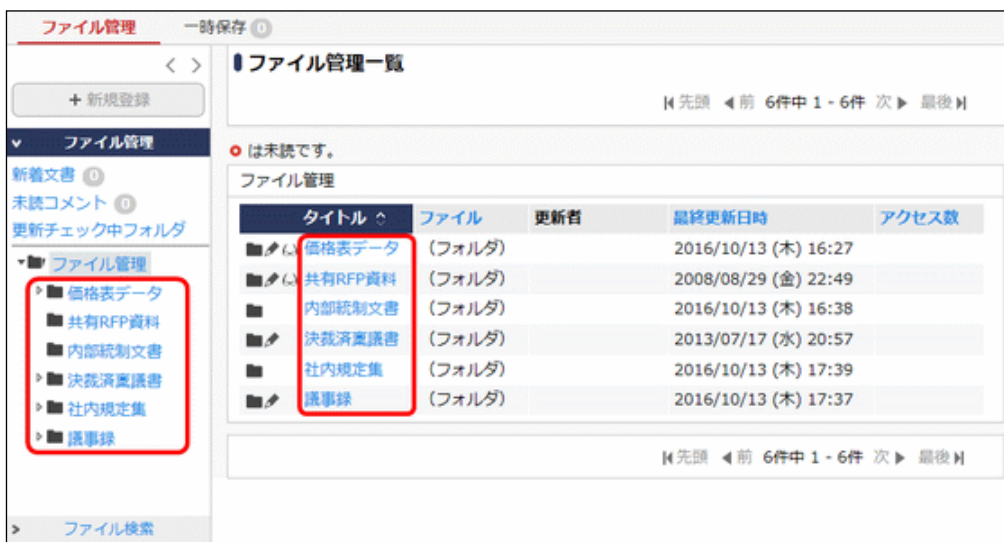 ファイル管理 一時保存 0
+ 新規登録
ファイル管理
新着文書 0
未読コメント 0
更新チェック中フォルダ
ファイル管理
価格表データ
共有RFP資料
内部統制文書
決裁済稟議書
社内規定集
議事録
ファイル検索
ファイル管理一覧
先頭 前 6件中 1 - 6件 次 最後
は未読です。
ファイル管理
タイトル ファイル 更新者 最終更新日時 アクセス数
価格表データ (フォルダ) 2016/10/13 (木) 16:27
共有RFP資料 (フォルダ) 2008/08/29 (金) 22:49
内部統制文書 (フォルダ) 2016/10/13 (木) 16:38
決裁済稟議書 (フォルダ) 2013/07/17 (水) 20:57
社内規定集 (フォルダ) 2016/10/13 (木) 17:39
議事録 (フォルダ) 2016/10/13 (木) 17:37
先頭 前 6件中 1 - 6件 次 最後